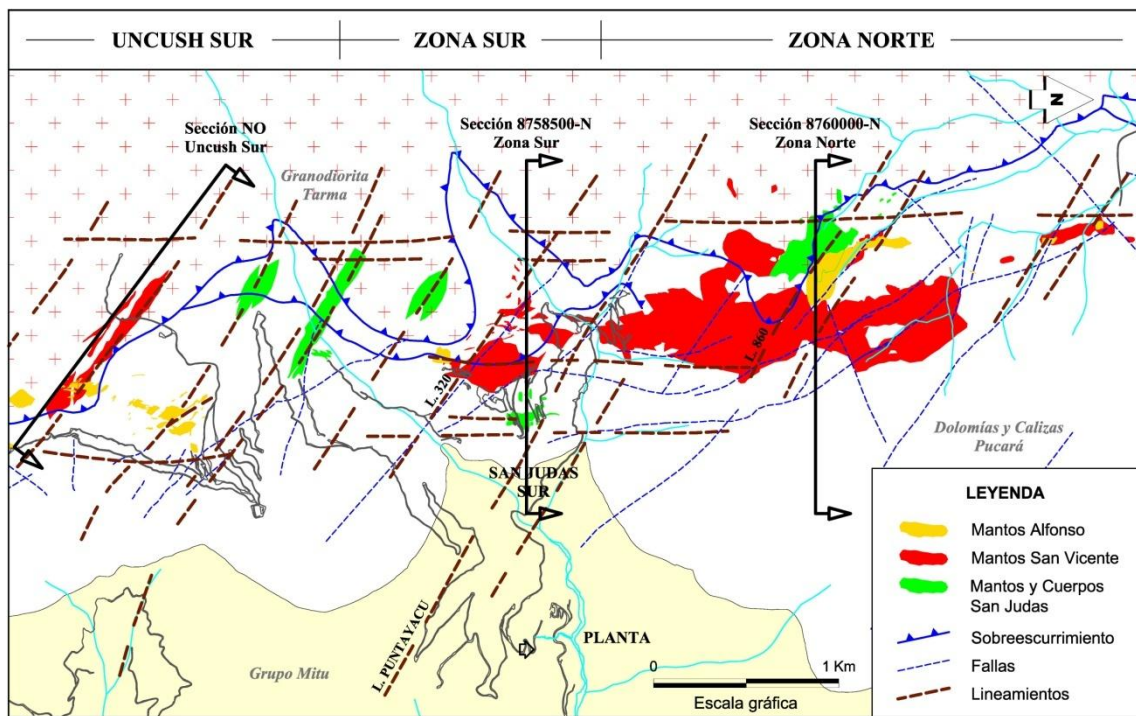 UNCUSH SUR
ZONA SUR
ZONA NORTE
N
Sección NO
Uncush Sur
Sección 8758500-N
Zona Sur
Sección 8760000-N
Zona Norte
Granodiorita
Tarma
L. 860
L. 320
Dolomías y Calizas
Pucará
SAN JUDAS
SUR
L. PUNTAYACU
PLANTA
Grupo Mitu
0
1 Km
Escala gráfica
LEYENDA
Mantos Alfonso
Mantos San Vicente
Mantos y Cuerpos
San Judas
Sobreescurrimiento
Fallas
Lineamientos